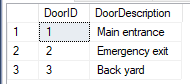 DoorID DoorDescription
1 1 Main entrance
2 2 Emergency exit
3 3 Back yard